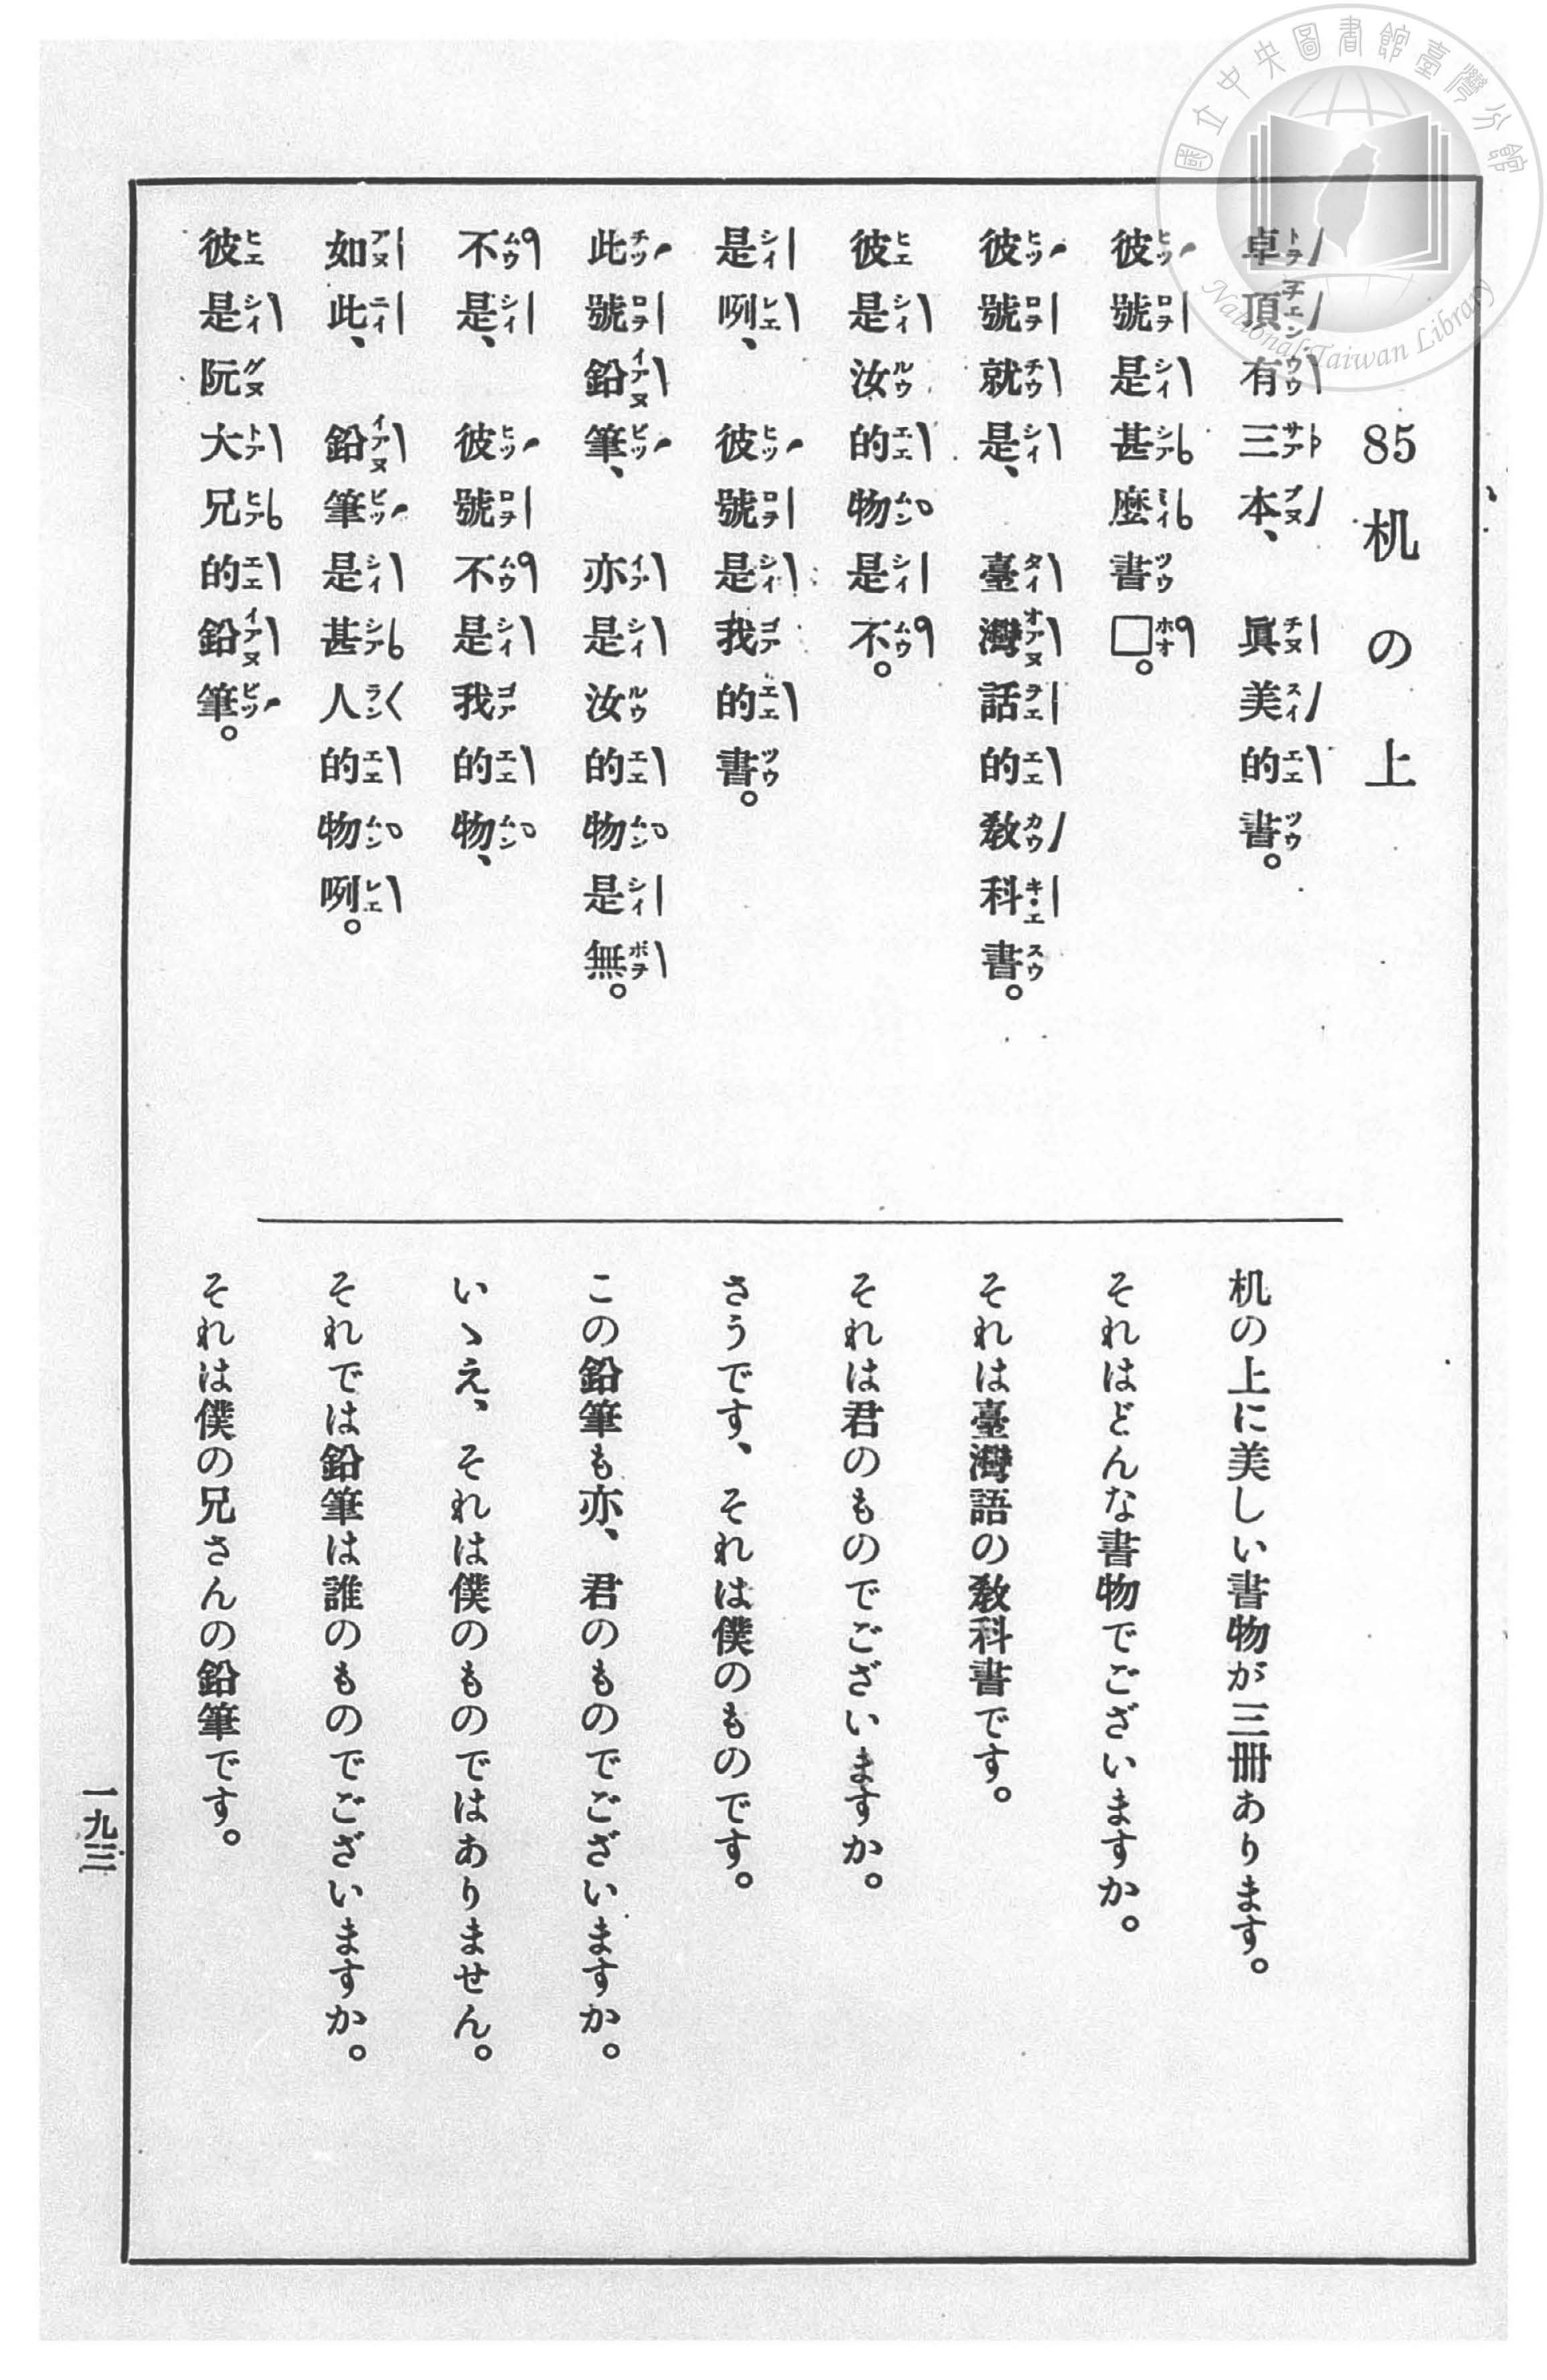 國立中央圖書館臺灣分館
National Taiwan Library
85 机の上
卓頂有三本、眞美的書。
彼號是甚麽書□。
彼號就是、臺灣話的敎科書。
彼是汝的物是不。
是咧、彼號是我的書。
此號鉛筆、亦是汝的物是無。
不是、彼號不是我的物、
如此、鉛筆是甚人的物咧。
彼是阮大兄的鉛筆。
机の上に美しい書物が三冊あります。
それはどんな書物でございますか。
それは臺灣語の敎科書です。
それは君のものでございますか。
さうです、それは僕のものです。
この鉛筆も亦、君のものでございますか。
いゝえ、それは僕のものではありません。
それでは鉛筆は誰のものでございますか。
それは僕の兄さんの鉛筆です。
一九三